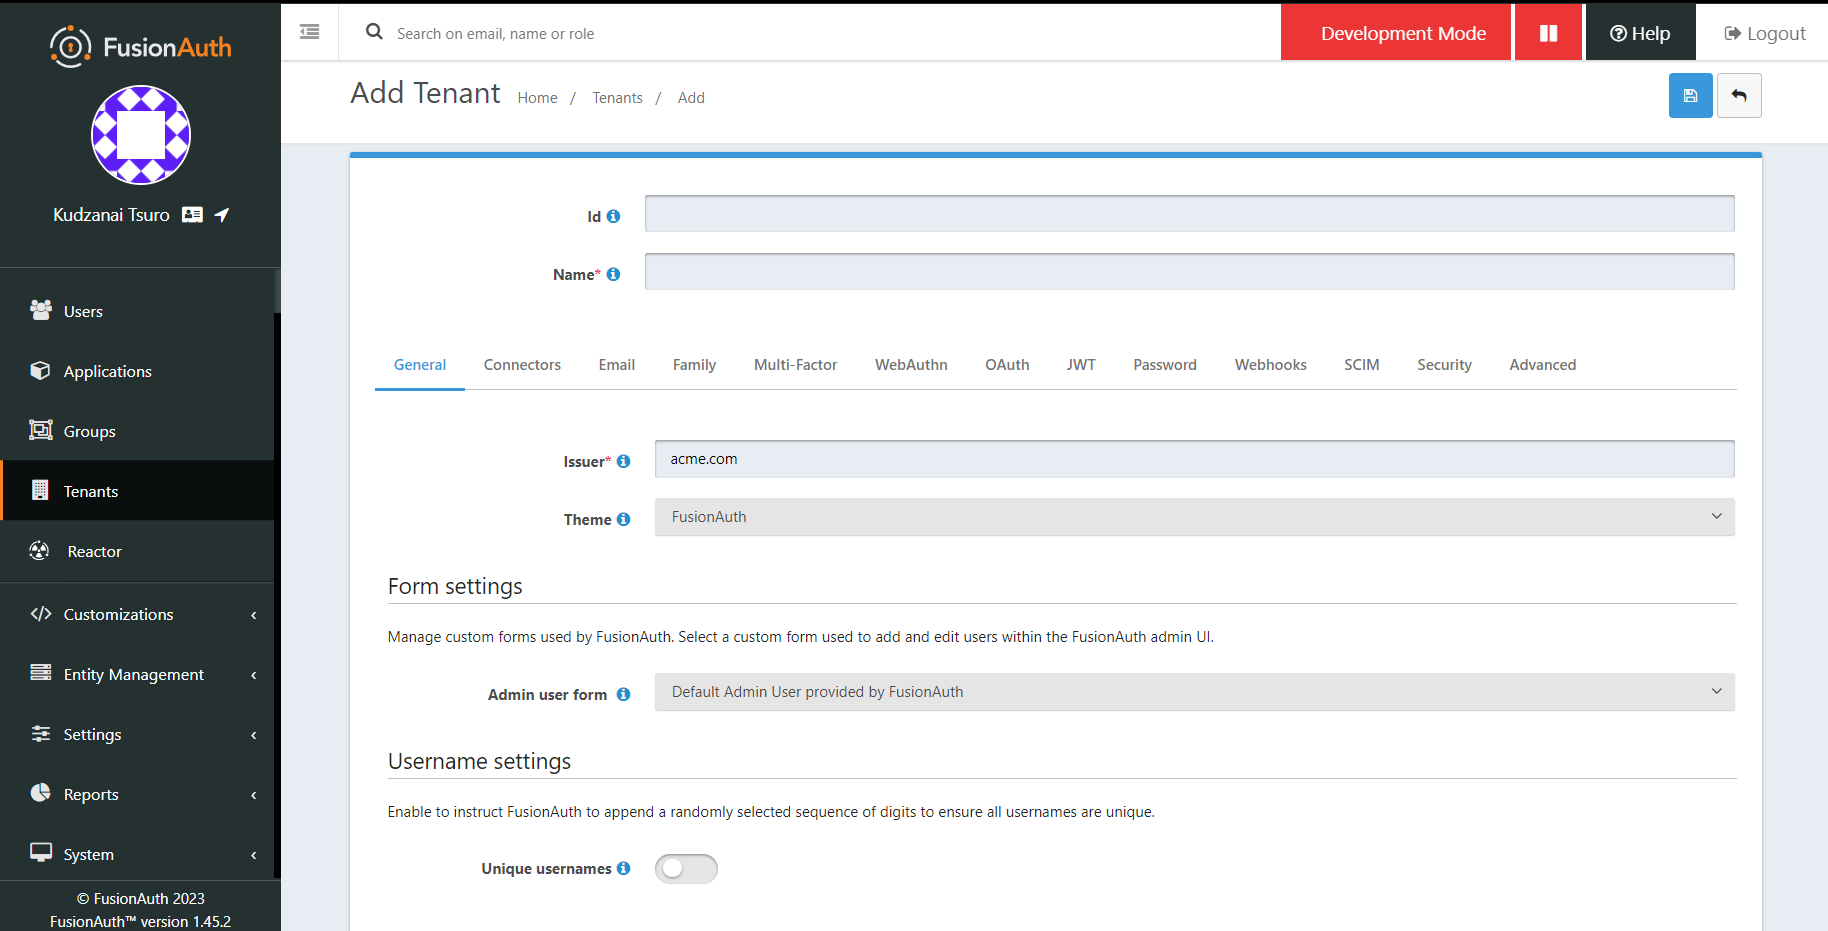 FusionAuth
Kudzanai Tsuro
Users
Applications
Groups
Tenants
Reactor
Customizations
Entity Management
Settings
Reports
System
© FusionAuth 2023
FusionAuth™ version 1.45.2
Search on email, name or role
Development Mode
Help
Logout
Add Tenant Home / Tenants / Add
Id
Name*
General Connectors Email Family Multi-Factor WebAuthn OAuth JWT Password Webhooks SCIM Security Advanced
Issuer* acme.com
Theme FusionAuth
Form settings
Manage custom forms used by FusionAuth. Select a custom form used to add and edit users within the FusionAuth admin UI.
Admin user form Default Admin User provided by FusionAuth
Username settings
Enable to instruct FusionAuth to append a randomly selected sequence of digits to ensure all usernames are unique.
Unique usernames